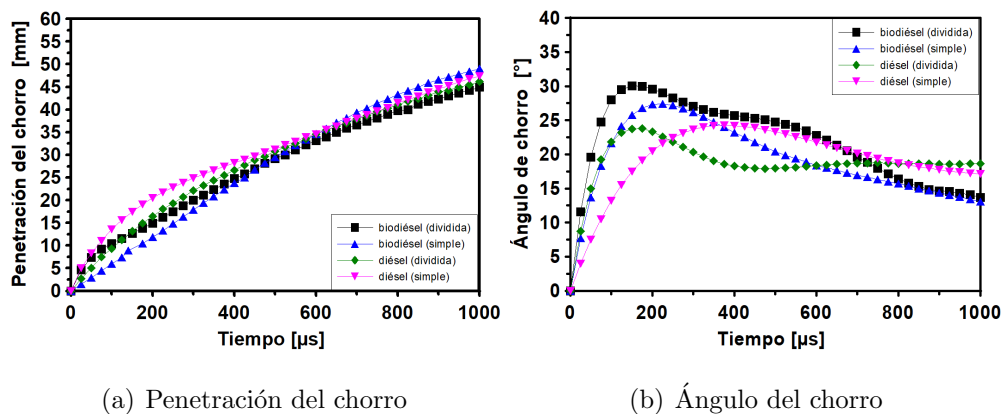 Penetración del chorro [mm]
50
45
40
35
30
25
20
15
10
5
0
biodiésel (dividida)
biodiésel (simple)
diésel (dividida)
diésel (simple)
0 200 400 600 800 1000
Tiempo [µs]
(a) Penetración del chorro
Ángulo de chorro [°]
40
35
30
25
20
15
10
5
0
biodiésel (dividida)
biodiésel (simple)
diésel (dividida)
diésel (simple)
0 200 400 600 800 1000
Tiempo [µs]
(b) Ángulo del chorro